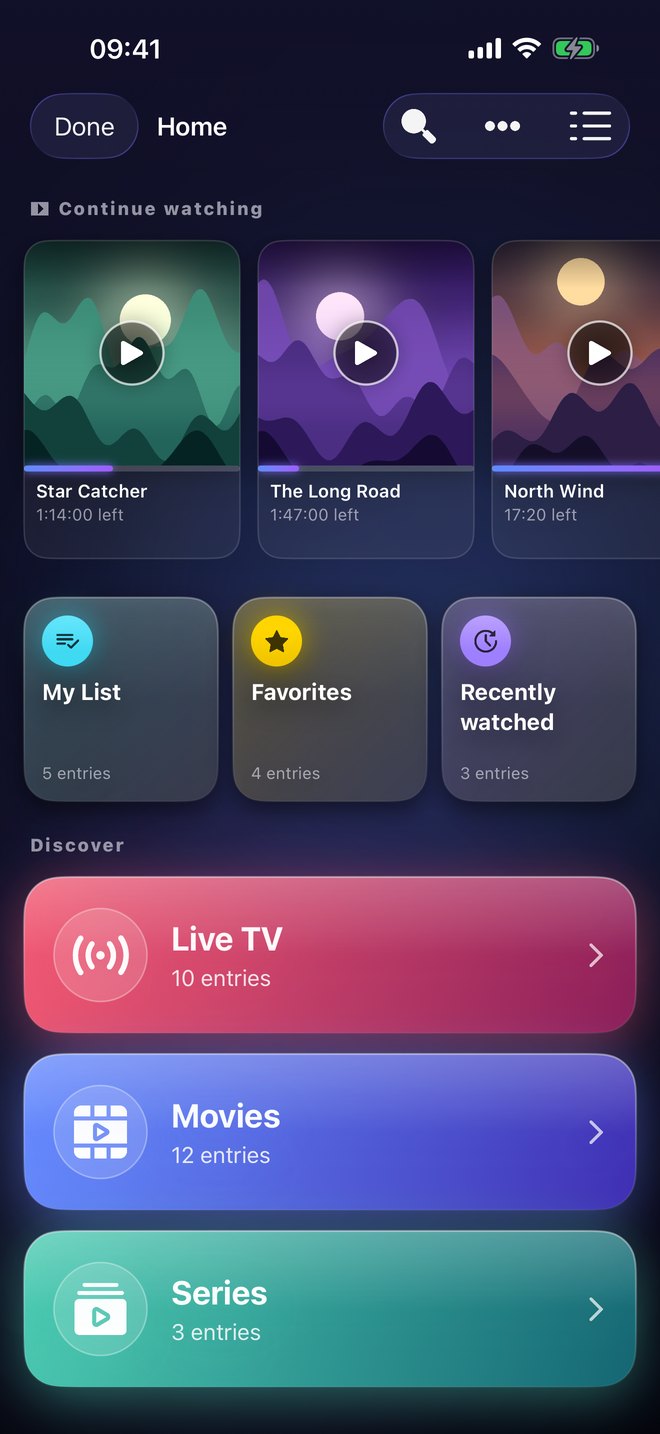 09:41
Done
Home
Continue watching
Star Catcher
1:14:00 left
The Long Road
1:47:00 left
North Wind
17:20 left
My List
5 entries
Favorites
4 entries
Recently
watched
3 entries
Discover
Live TV
10 entries
Movies
12 entries
Series
3 entries